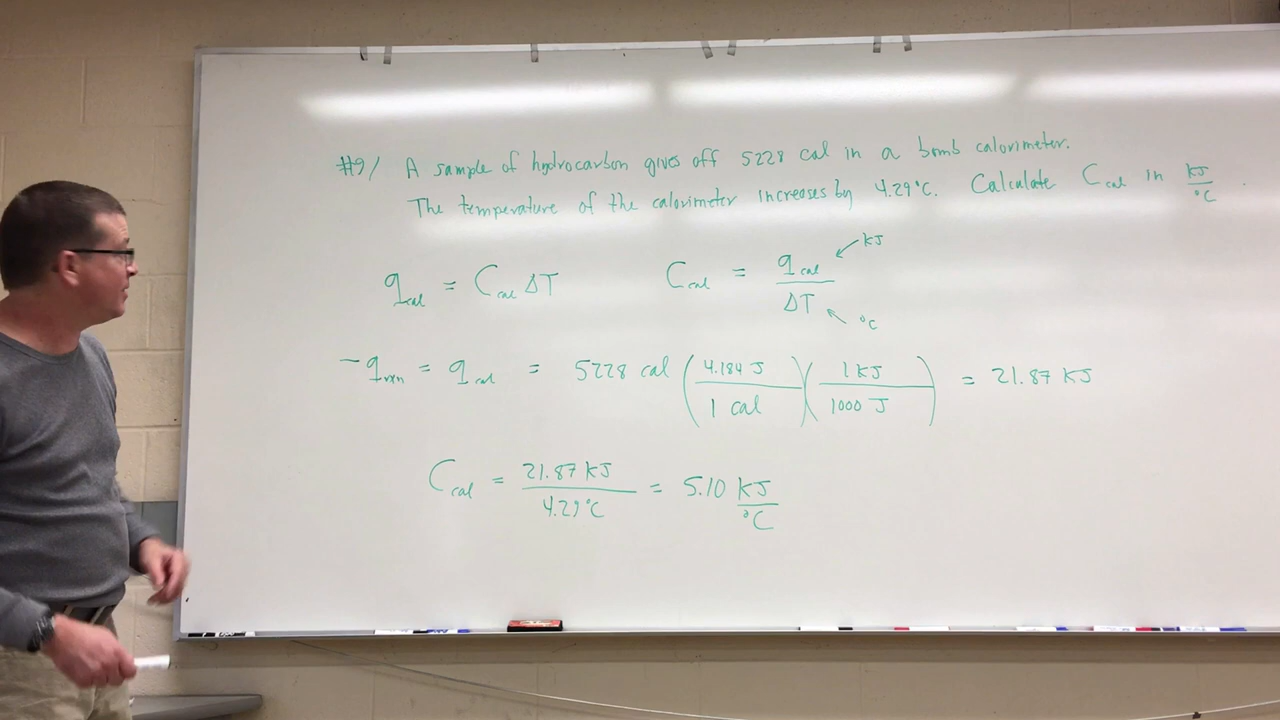 #9/ A sample of hydrocarbon gives off 5228 cal in a bomb calorimeter.
The temperature of the calorimeter increases by 4.29°C. Calculate C_cal in kJ/°C.
q_cal = C_cal ΔT C_cal = q_cal/ΔT ← kJ ← °C
-q_rxn = q_cal = 5228 cal (4.184 J/1 cal)(1 kJ/1000 J) = 21.87 kJ
C_cal = 21.87 kJ/4.29°C = 5.10 kJ/°C